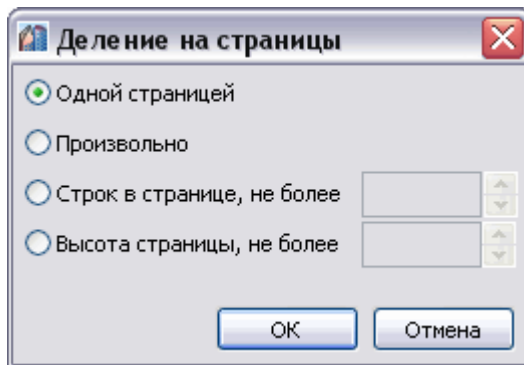 Деление на страницы
Одной страницей
Произвольно
Строк в странице, не более
Высота страницы, не более
ОК
Отмена